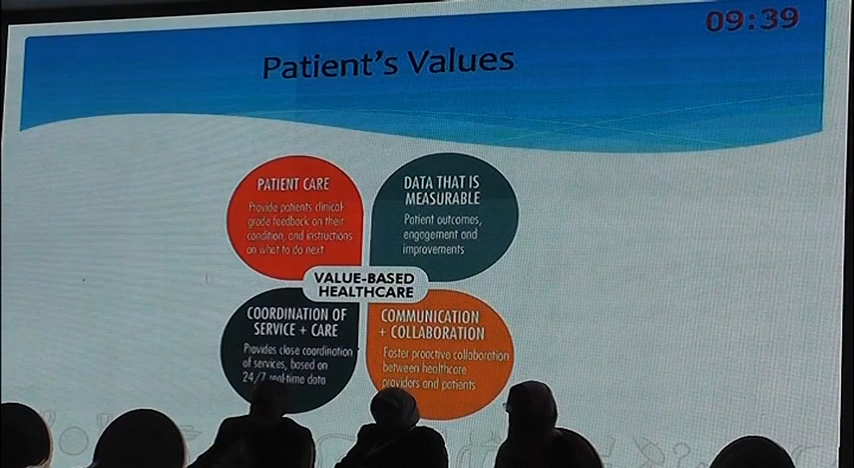 09:39
Patient's Values
PATIENT CARE
Provide patients clinical-
grade feedback on their
condition, and instructions
on what to do next
DATA THAT IS
MEASURABLE
Patient outcomes,
engagement and
improvements
VALUE-BASED
HEALTHCARE
COORDINATION OF
SERVICE + CARE
Provides close coordination
of services, based on
24/7 real-time data
COMMUNICATION
+ COLLABORATION
Foster proactive collaboration
between healthcare
providers and patients